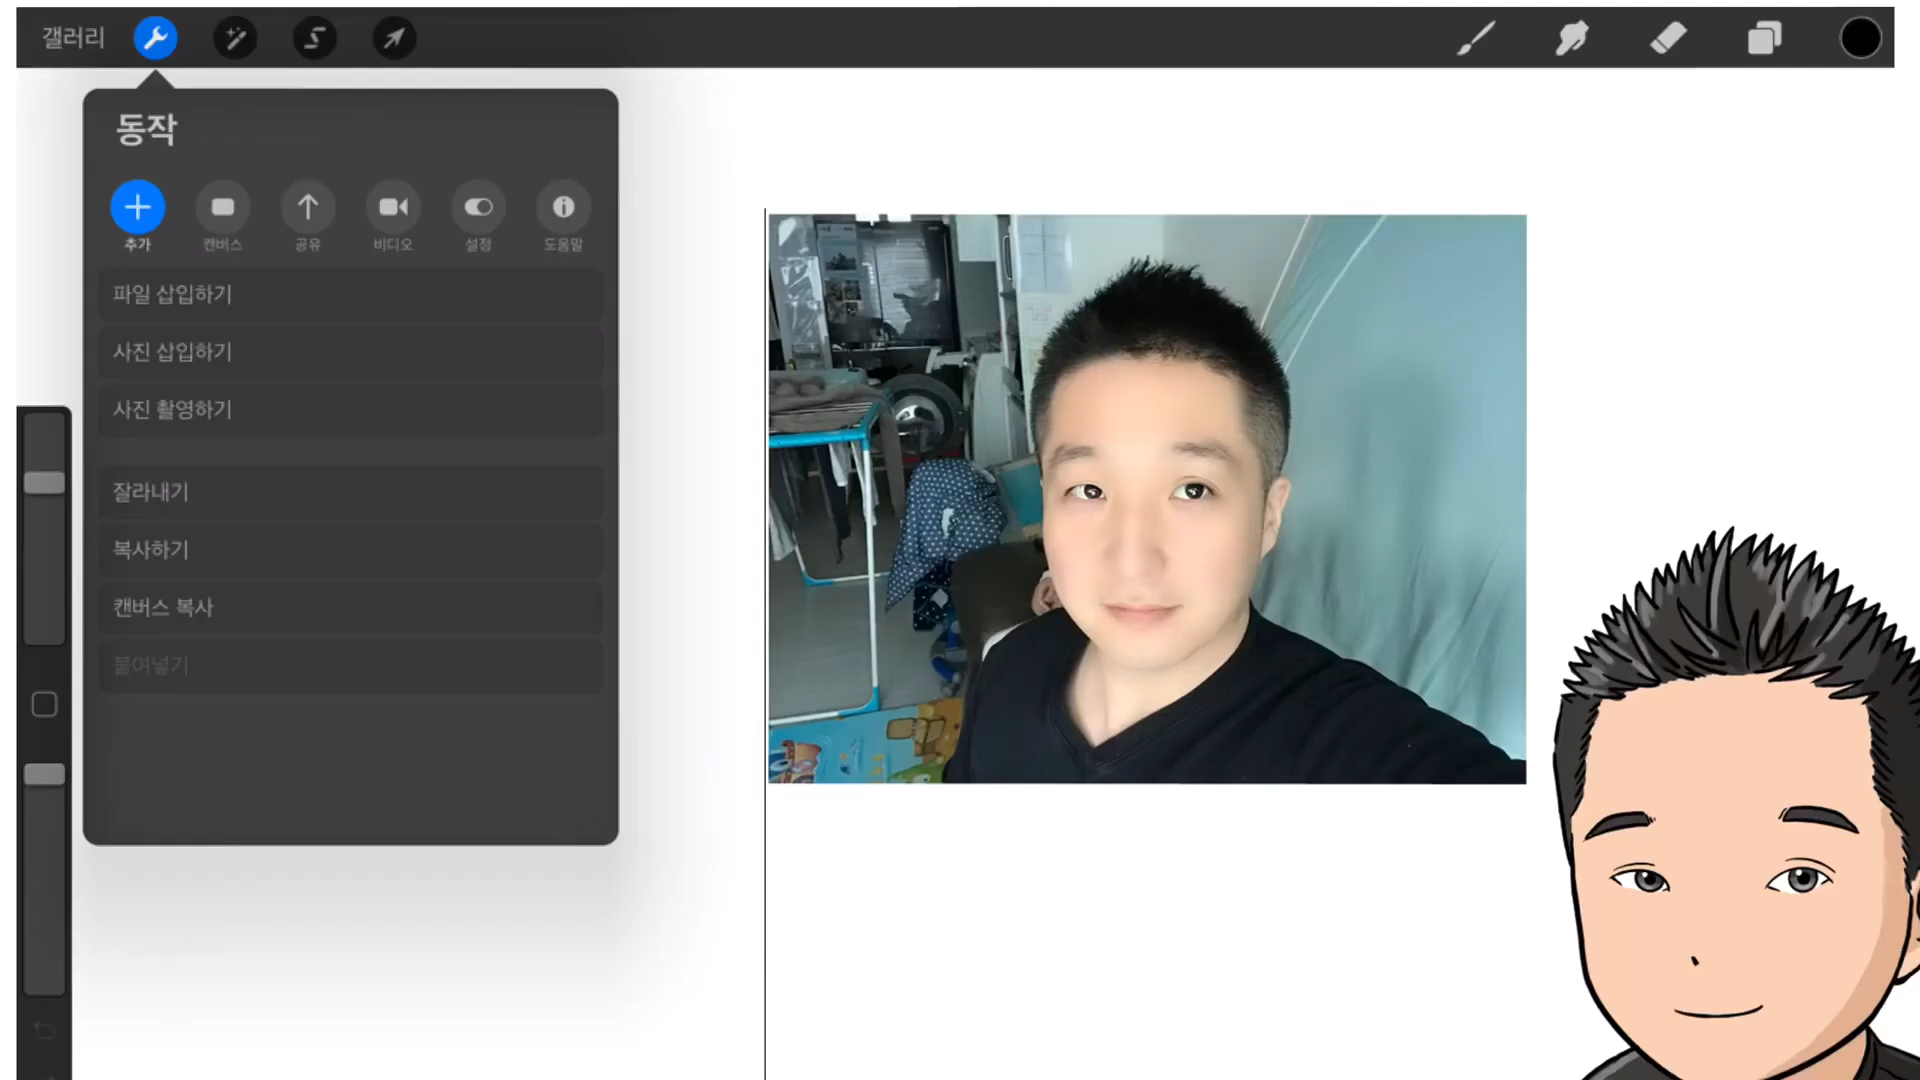 갤러리
동작
추가 캔버스 공유 비디오 설정 도움말
파일 삽입하기
사진 삽입하기
사진 촬영하기
잘라내기
복사하기
캔버스 복사
붙여넣기